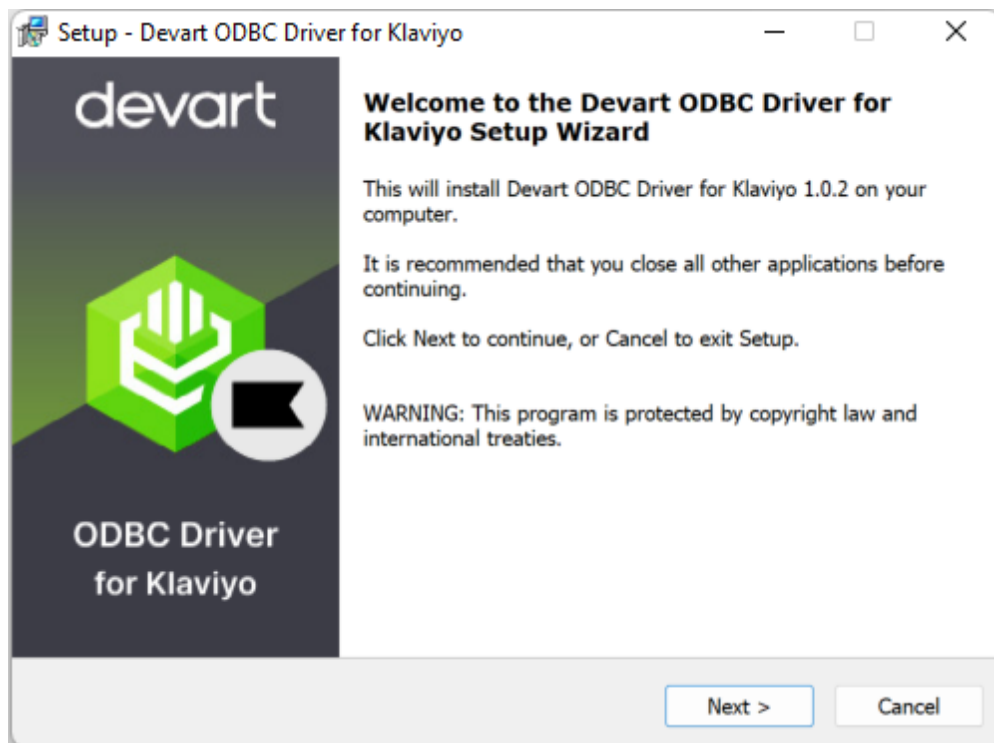 Setup - Devart ODBC Driver for Klaviyo
devart
ODBC Driver
for Klaviyo
Welcome to the Devart ODBC Driver for
Klaviyo Setup Wizard
This will install Devart ODBC Driver for Klaviyo 1.0.2 on your
computer.
It is recommended that you close all other applications before
continuing.
Click Next to continue, or Cancel to exit Setup.
WARNING: This program is protected by copyright law and
international treaties.
Next >
Cancel